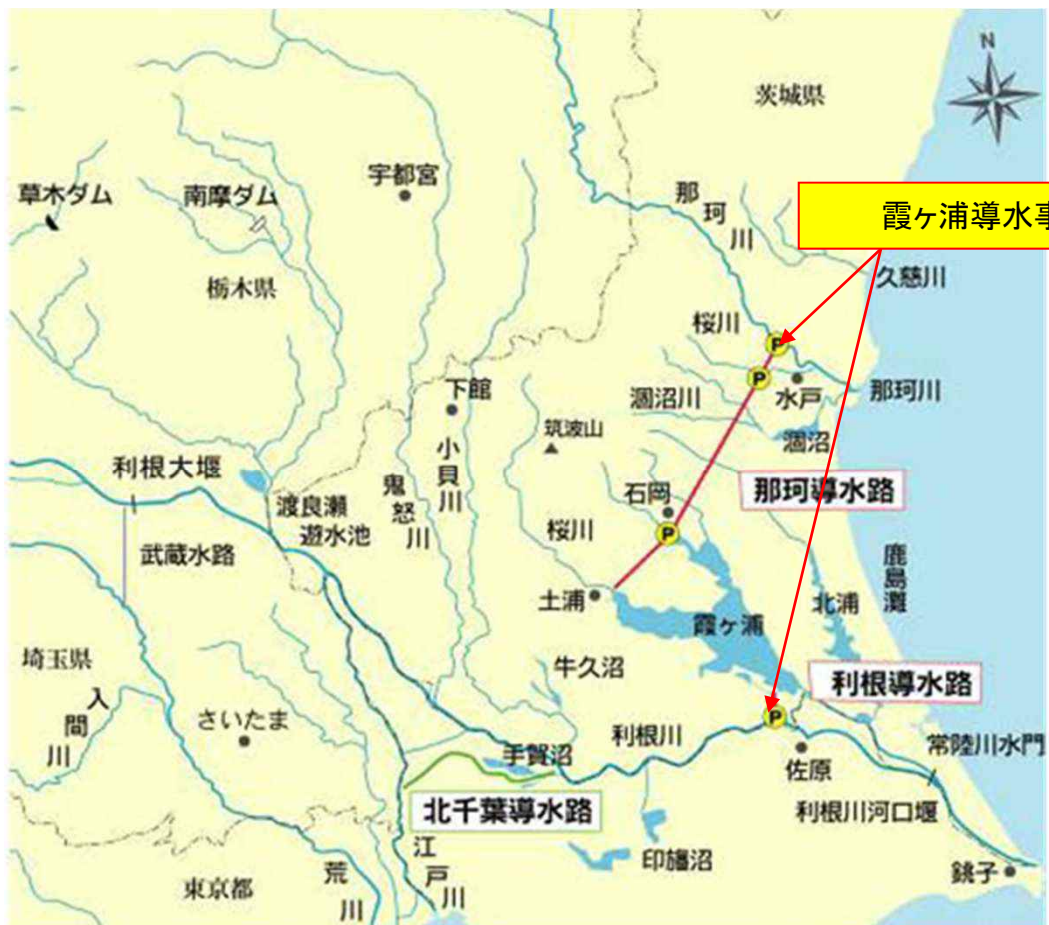 N
茨城県
草木ダム
南摩ダム
宇都宮
那珂川
霞ヶ浦導水事
久慈川
栃木県
桜川
P
P
水戸
那珂川
涸沼川
涸沼
下館
小貝川
筑波山
鬼怒川
利根大堰
渡良瀬
遊水池
石岡
那珂導水路
武蔵水路
桜川
P
鹿島灘
土浦
霞ヶ浦
北浦
埼玉県
牛久沼
利根導水路
入間川
さいたま
利根川
P
常陸川水門
手賀沼
佐原
北千葉導水路
利根川河口堰
江戸川
印旛沼
銚子
東京都
荒川